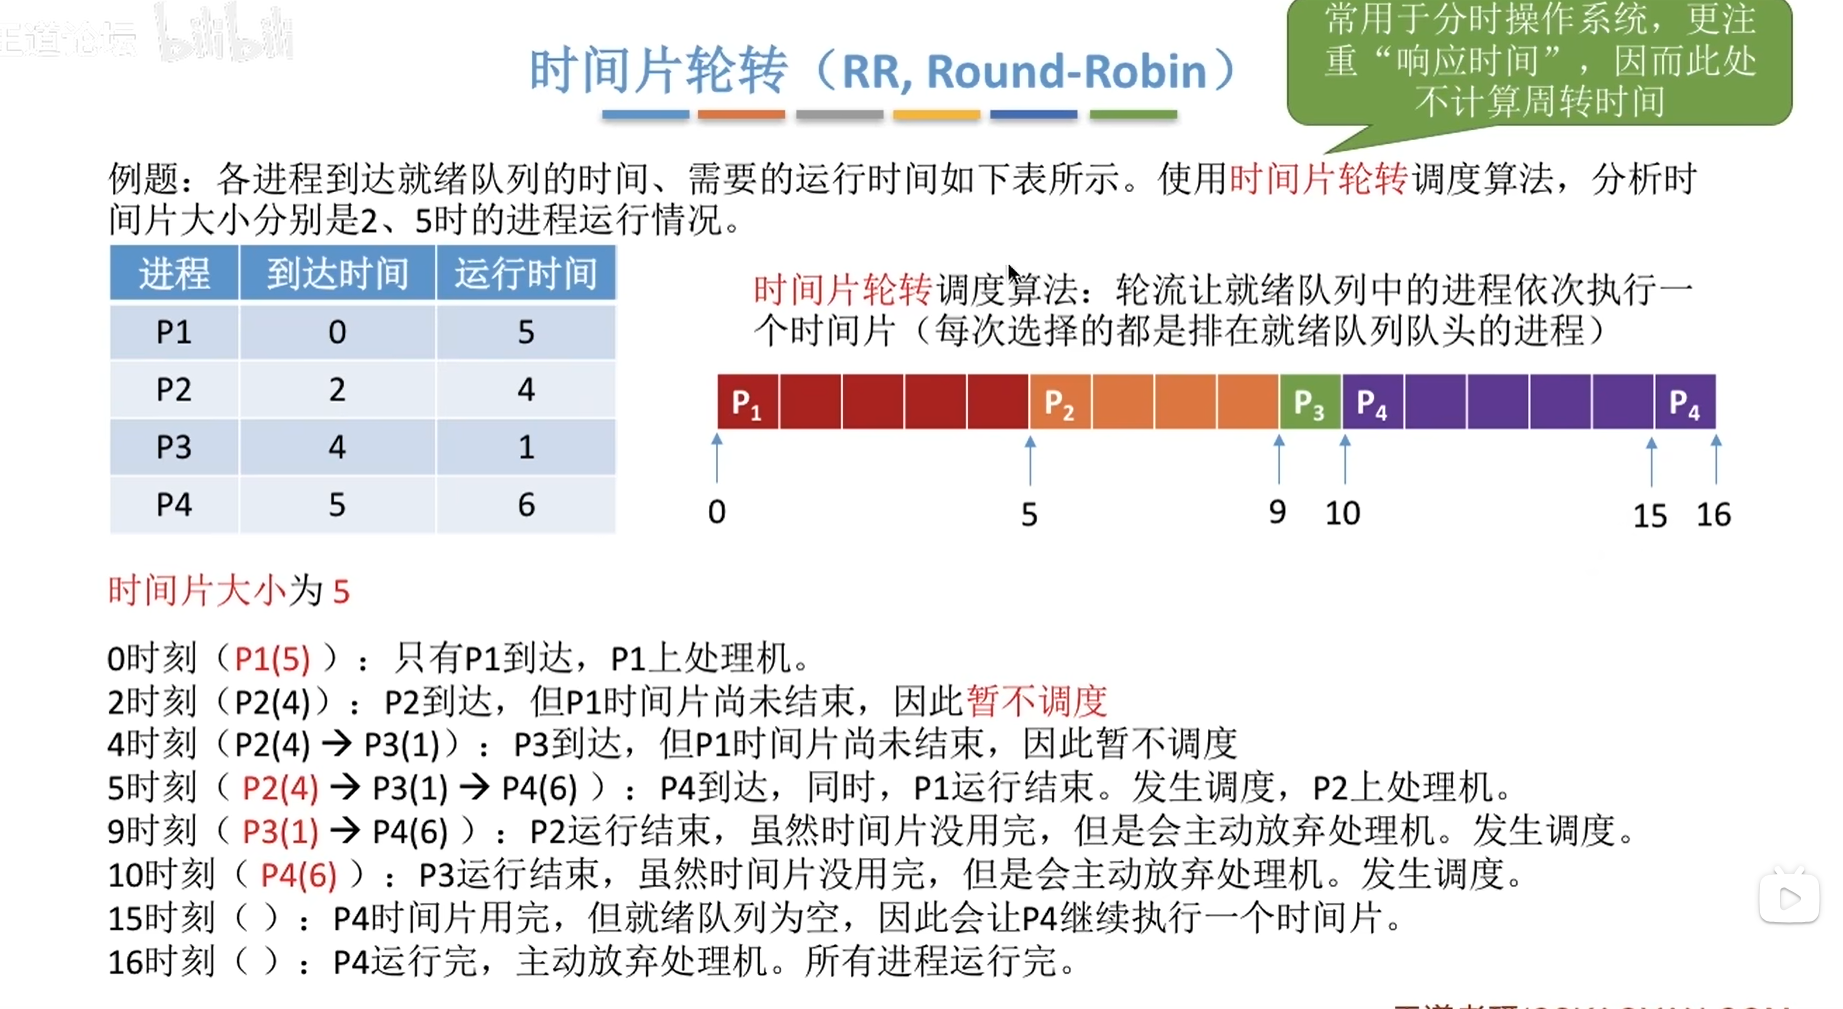 王道论坛 bilibili
时间片轮转（RR, Round-Robin）
常用于分时操作系统，更注
重“响应时间”，因而此处
不计算周转时间
例题：各进程到达就绪队列的时间、需要的运行时间如下表所示。使用时间片轮转调度算法，分析时
间片大小分别是2、5时的进程运行情况。
进程 到达时间 运行时间
P1 0 5
P2 2 4
P3 4 1
P4 5 6
时间片轮转调度算法：轮流让就绪队列中的进程依次执行一
个时间片（每次选择的都是排在就绪队列队头的进程）
P1 P2 P3 P4 P4
0 5 9 10 15 16
时间片大小为 5
0时刻（P1(5) ）：只有P1到达，P1上处理机。
2时刻（P2(4)）：P2到达，但P1时间片尚未结束，因此暂不调度
4时刻（P2(4) → P3(1)）：P3到达，但P1时间片尚未结束，因此暂不调度
5时刻（ P2(4) → P3(1) → P4(6) ）：P4到达，同时，P1运行结束。发生调度，P2上处理机。
9时刻（ P3(1) → P4(6) ）：P2运行结束，虽然时间片没用完，但是会主动放弃处理机。发生调度。
10时刻（ P4(6) ）：P3运行结束，虽然时间片没用完，但是会主动放弃处理机。发生调度。
15时刻（ ）：P4时间片用完，但就绪队列为空，因此会让P4继续执行一个时间片。
16时刻（ ）：P4运行完，主动放弃处理机。所有进程运行完。